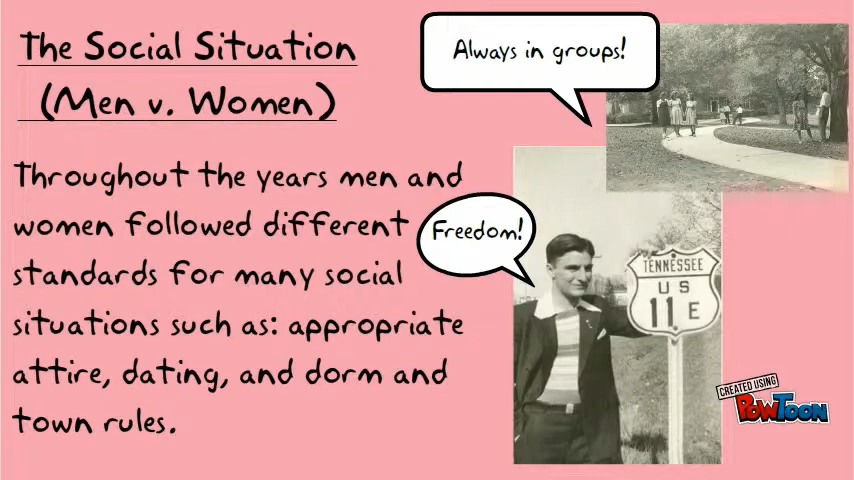 The Social Situation
(Men v. Women)
Always in groups!
Throughout the years men and
women followed different
standards for many social
situations such as: appropriate
attire, dating, and dorm and
town rules.
Freedom!
TENNESSEE
US
11 E
CREATED USING
POWTOON